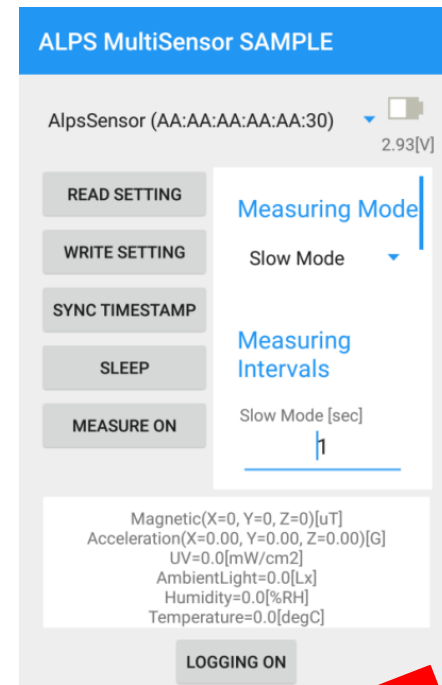 ALPS MultiSensor SAMPLE
AlpsSensor (AA:AA:AA:AA:AA:30)
2.93[V]
READ SETTING
WRITE SETTING
SYNC TIMESTAMP
SLEEP
MEASURE ON
Measuring Mode
Slow Mode
Measuring
Intervals
Slow Mode [sec]
1
Magnetic(X=0, Y=0, Z=0)[uT]
Acceleration(X=0.00, Y=0.00, Z=0.00)[G]
UV=0.0[mW/cm2]
AmbientLight=0.0[Lx]
Humidity=0.0[%RH]
Temperature=0.0[degC]
LOGGING ON